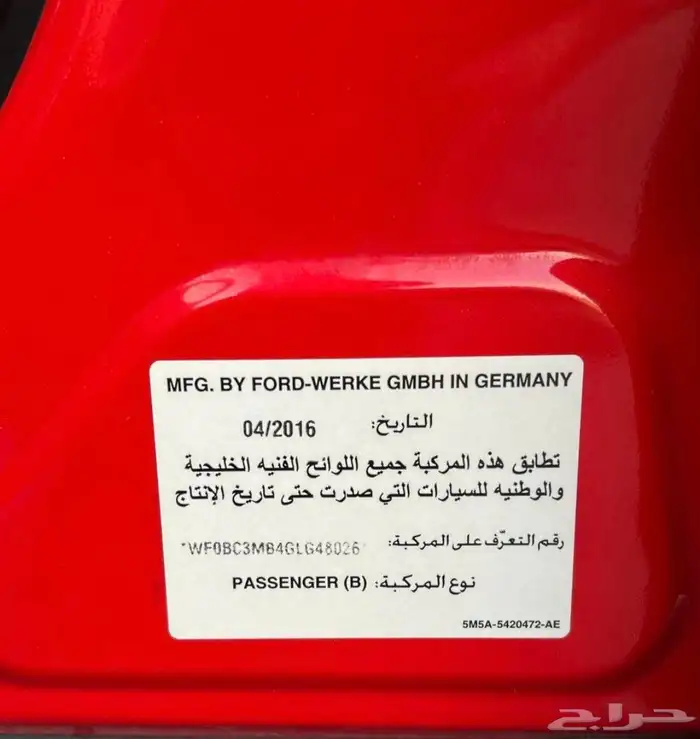 MFG. BY FORD-WERKE GMBH IN GERMANY
التاريخ: 04/2016
تطابق هذه المركبة جميع اللوائح الفنيه الخليجية
والوطنيه للسيارات التي صدرت حتى تاريخ الإنتاج
رقم التعرّف على المركبة: *WF0BC3MB4GLG48026*
نوع المركبة: PASSENGER (B)
5M5A-5420472-AE
حراج